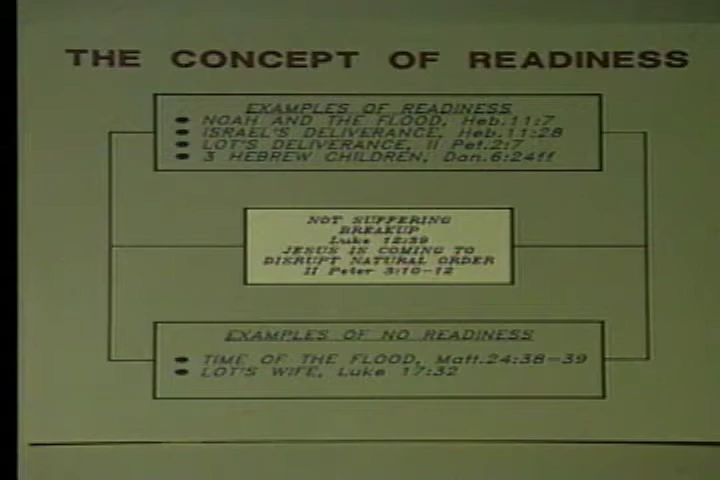 THE CONCEPT OF READINESS
EXAMPLES OF READINESS
● NOAH AND THE FLOOD, Heb.11:7
● ISRAEL'S DELIVERANCE, Heb.11:28
● LOT'S DELIVERANCE, II Pet.2:7
● 3 HEBREW CHILDREN, Dan.6:24ff
NOT SUFFERING
BREAKUP
Luke 12:39
JESUS IS COMING TO
DISRUPT NATURAL ORDER
II Peter 3:10-12
EXAMPLES OF NO READINESS
● TIME OF THE FLOOD, Matt.24:38-39
● LOT'S WIFE, Luke 17:32